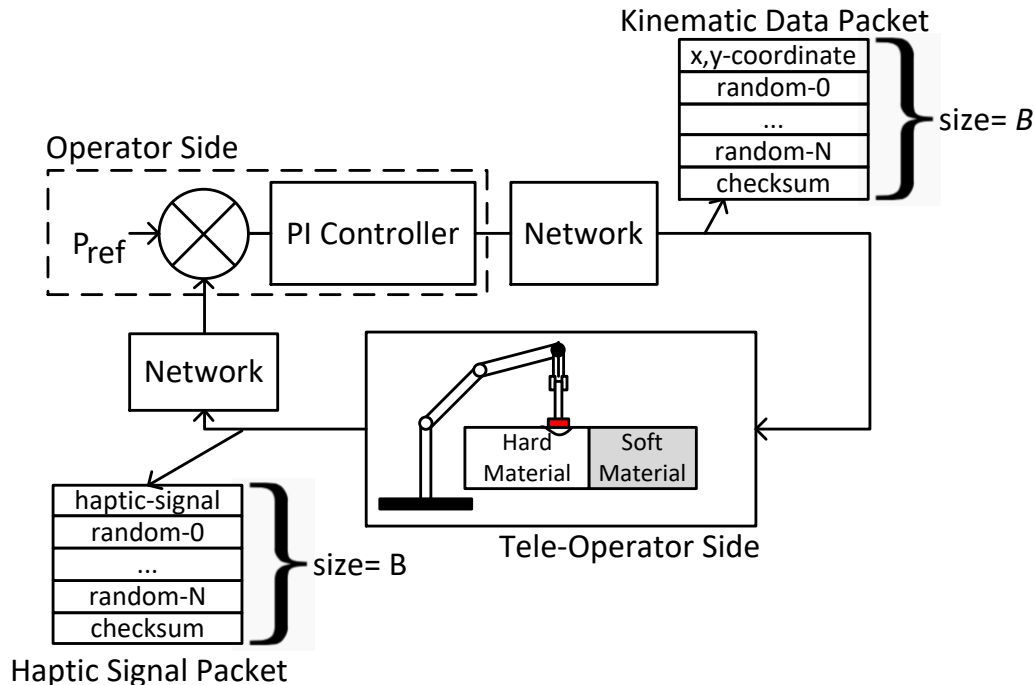 Kinematic Data Packet
x,y-coordinate
random-0
...
random-N
checksum
size= B
Operator Side
Pref
PI Controller
Network
Network
Hard
Material
Soft
Material
Tele-Operator Side
haptic-signal
random-0
...
random-N
checksum
size= B
Haptic Signal Packet